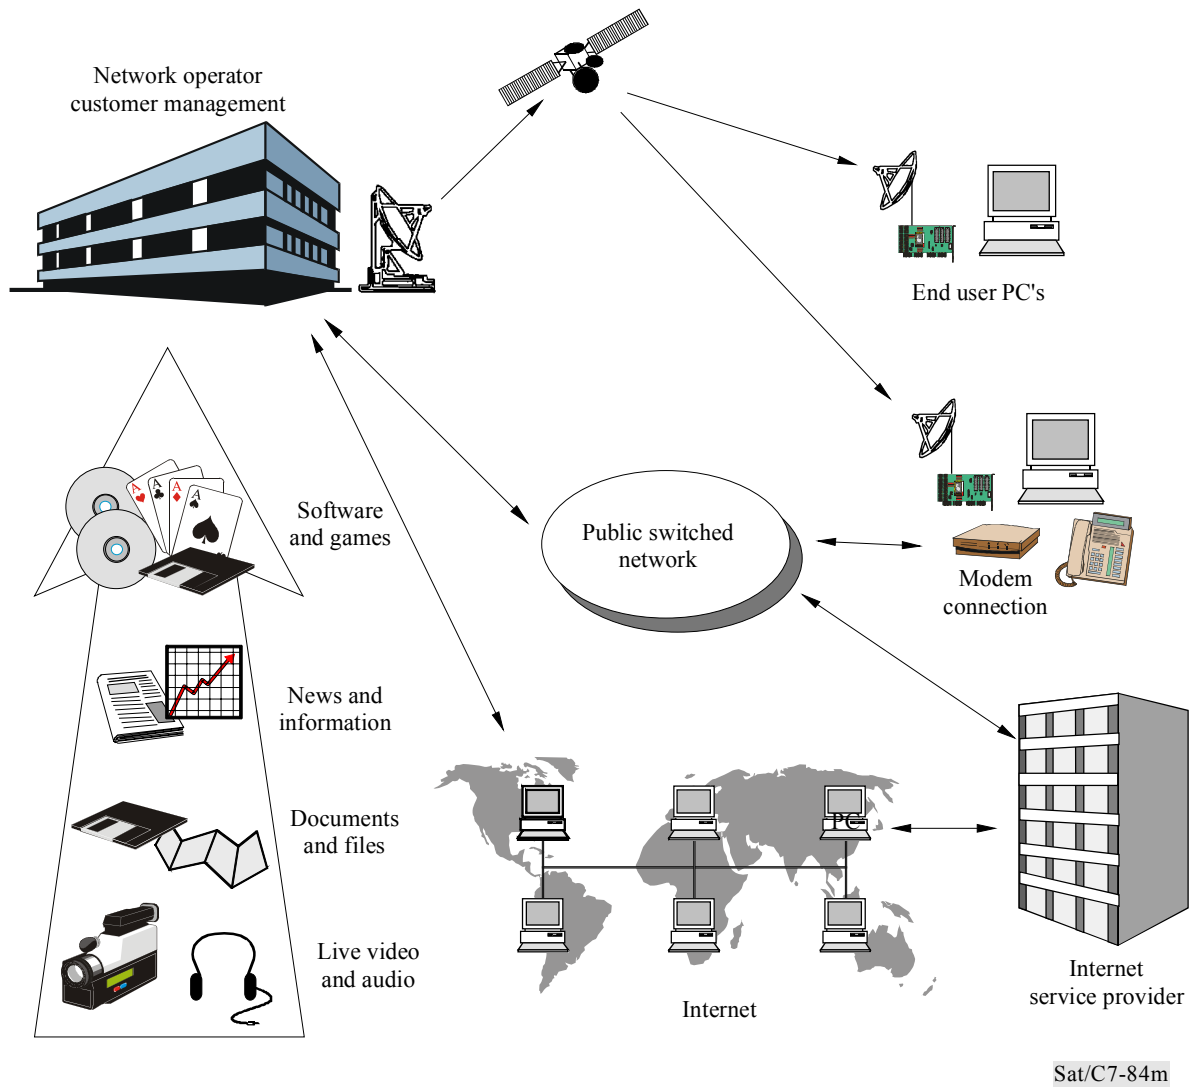 Network operator
customer management
End user PC's
Software
and games
Public switched
network
Modem
connection
News and
information
Documents
and files
PC
Live video
and audio
Internet
Internet
service provider
Sat/C7-84m
A
A
A
A